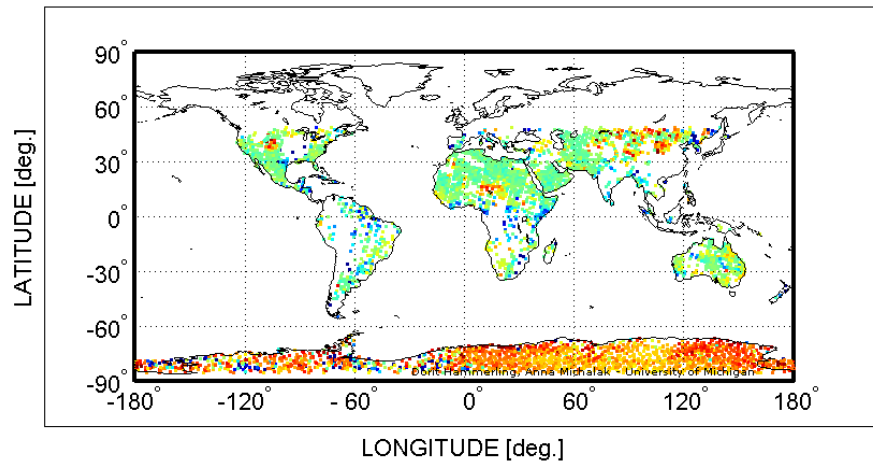 90°
60°
30°
0°
-30°
-60°
-90°
LATITUDE [deg.]
Dorit Hammerling, Anna Michalak - University of Michigan
-180° -120° -60° 0° 60° 120° 180°
LONGITUDE [deg.]